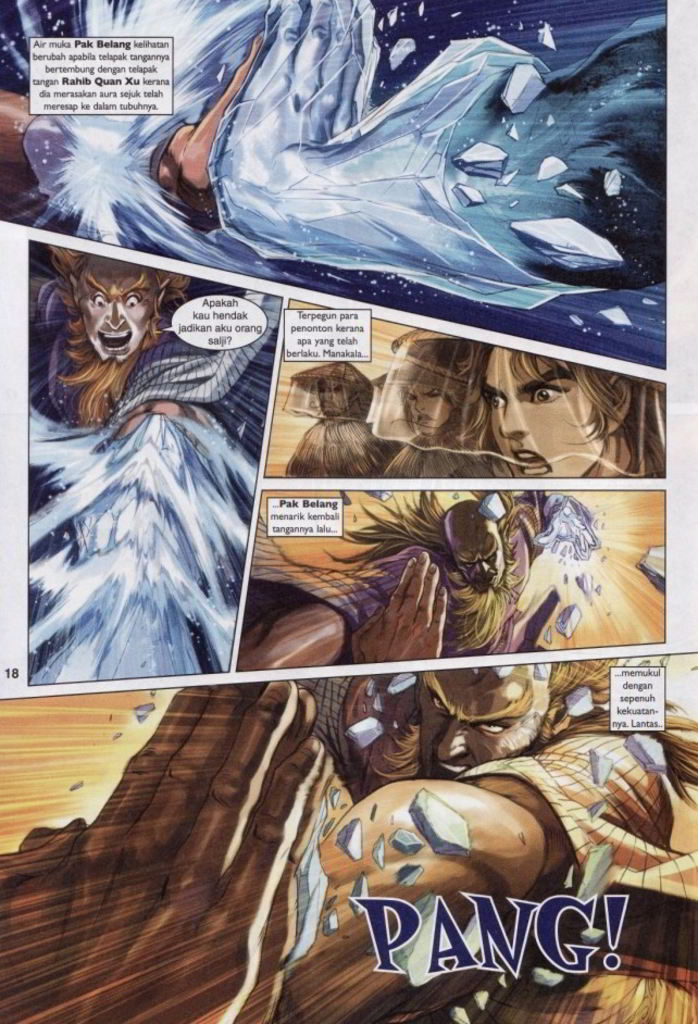 Air muka Pak Belang kelihatan
berubah apabila telapak tangannya
bertembung dengan telapak
tangan Rahib Quan Xu kerana
dia merasakan aura sejuk telah
meresap ke dalam tubuhnya.
Apakah
kau hendak
jadikan aku orang
salji?
Terpegun para
penonton kerana
apa yang telah
berlaku. Manakala...
...Pak Belang
menarik kembali
tangannya lalu...
18
...memukul
dengan
sepenuh
kekuatan-
nya. Lantas..
PANG!